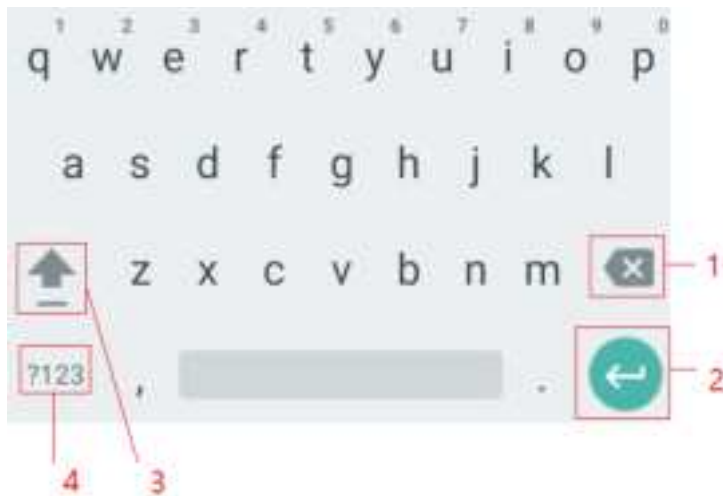 1 2 3 4 5 6 7 8 9 0
q w e r t y u i o p
a s d f g h j k l
z x c v b n m 1
?123 , . 2
4 3